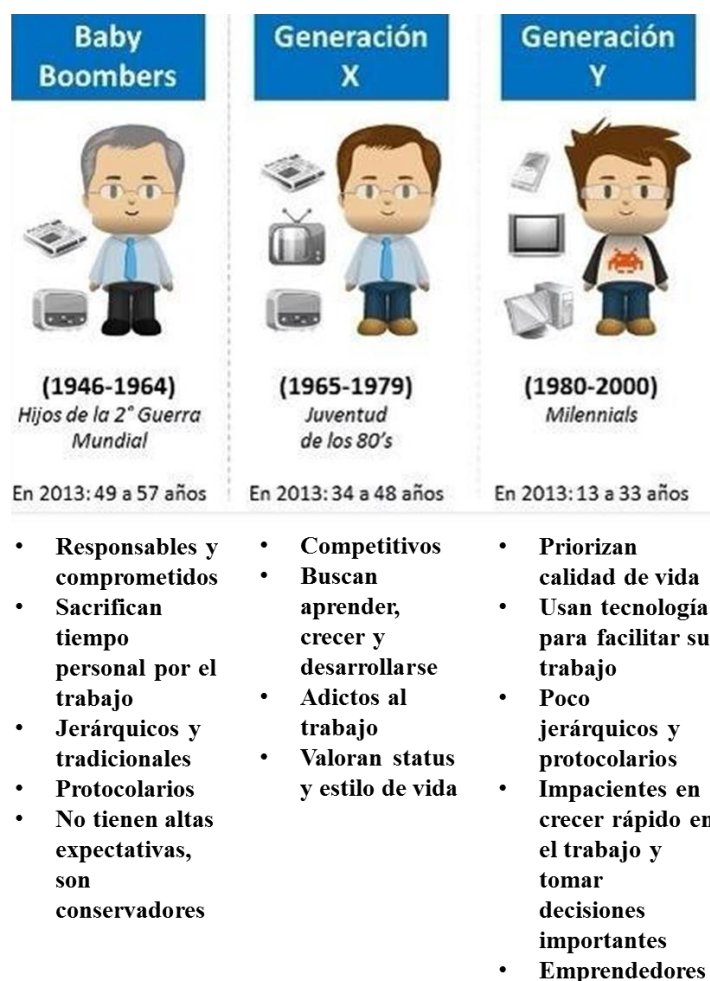 Baby
Boombers
(1946-1964)
Hijos de la 2° Guerra
Mundial
En 2013: 49 a 57 años
• Responsables y
comprometidos
• Sacrifican
tiempo
personal por el
trabajo
• Jerárquicos y
tradicionales
• Protocolarios
• No tienen altas
expectativas,
son
conservadores
Generación
X
(1965-1979)
Juventud
de los 80's
En 2013: 34 a 48 años
• Competitivos
• Buscan
aprender,
crecer y
desarrollarse
• Adictos al
trabajo
• Valoran status
y estilo de vida
Generación
Y
(1980-2000)
Milennials
En 2013: 13 a 33 años
• Priorizan
calidad de vida
• Usan tecnología
para facilitar su
trabajo
• Poco
jerárquicos y
protocolarios
• Impacientes en
crecer rápido en
el trabajo y
tomar
decisiones
importantes
• Emprendedores